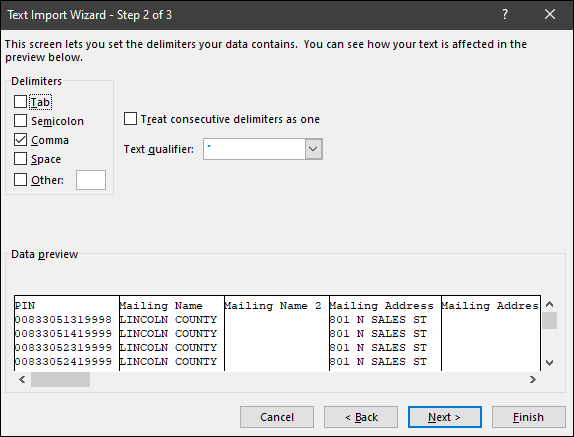 Text Import Wizard - Step 2 of 3 ? ×
This screen lets you set the delimiters your data contains. You can see how your text is affected in the
preview below.
Delimiters
Tab
Semicolon
Comma
Space
Other:
Treat consecutive delimiters as one
Text qualifier: "
Data preview
PIN Mailing Name Mailing Name 2 Mailing Address Mailing Addres
00833051319998 LINCOLN COUNTY 801 N SALES ST
00833051419999 LINCOLN COUNTY 801 N SALES ST
00833052319999 LINCOLN COUNTY 801 N SALES ST
00833052419999 LINCOLN COUNTY 801 N SALES ST
Cancel < Back Next > Finish